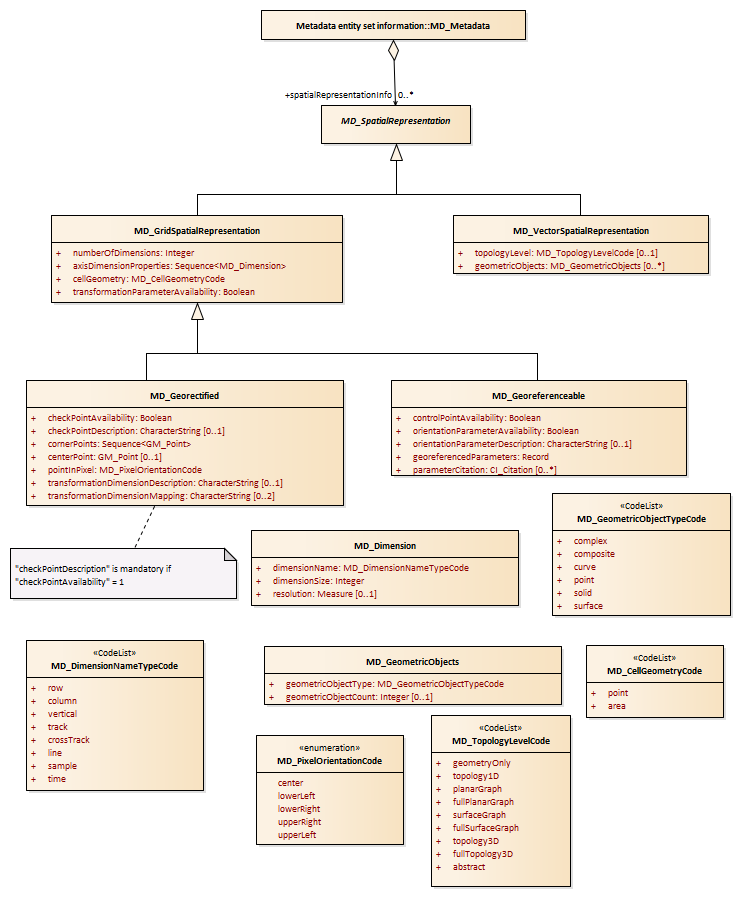 Metadata entity set information::MD_Metadata
+spatialRepresentationInfo 0..*
MD_SpatialRepresentation
MD_GridSpatialRepresentation
+ numberOfDimensions: Integer
+ axisDimensionProperties: Sequence<MD_Dimension>
+ cellGeometry: MD_CellGeometryCode
+ transformationParameterAvailability: Boolean
MD_VectorSpatialRepresentation
+ topologyLevel: MD_TopologyLevelCode [0..1]
+ geometricObjects: MD_GeometricObjects [0..*]
MD_Georectified
+ checkPointAvailability: Boolean
+ checkPointDescription: CharacterString [0..1]
+ cornerPoints: Sequence<GM_Point>
+ centerPoint: GM_Point [0..1]
+ pointInPixel: MD_PixelOrientationCode
+ transformationDimensionDescription: CharacterString [0..1]
+ transformationDimensionMapping: CharacterString [0..2]
MD_Georeferenceable
+ controlPointAvailability: Boolean
+ orientationParameterAvailability: Boolean
+ orientationParameterDescription: CharacterString [0..1]
+ georeferencedParameters: Record
+ parameterCitation: CI_Citation [0..*]
"checkPointDescription" is mandatory if
"checkPointAvailability" = 1
MD_Dimension
+ dimensionName: MD_DimensionNameTypeCode
+ dimensionSize: Integer
+ resolution: Measure [0..1]
«CodeList»
MD_GeometricObjectTypeCode
+ complex
+ composite
+ curve
+ point
+ solid
+ surface
«CodeList»
MD_DimensionNameTypeCode
+ row
+ column
+ vertical
+ track
+ crossTrack
+ line
+ sample
+ time
MD_GeometricObjects
+ geometricObjectType: MD_GeometricObjectTypeCode
+ geometricObjectCount: Integer [0..1]
«CodeList»
MD_CellGeometryCode
+ point
+ area
«enumeration»
MD_PixelOrientationCode
center
lowerLeft
lowerRight
upperRight
upperLeft
«CodeList»
MD_TopologyLevelCode
+ geometryOnly
+ topology1D
+ planarGraph
+ fullPlanarGraph
+ surfaceGraph
+ fullSurfaceGraph
+ topology3D
+ fullTopology3D
+ abstract